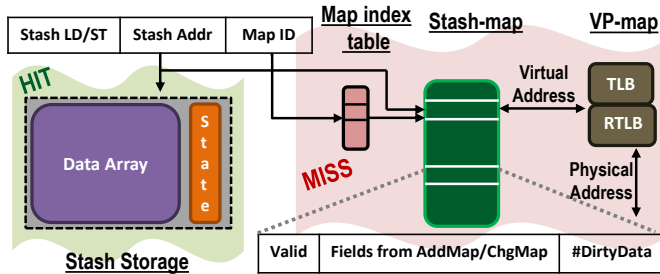 Stash LD/ST Stash Addr Map ID
Map index
table
Stash-map
VP-map
HIT
Data Array
State
Stash Storage
MISS
Virtual
Address
TLB
RTLB
Physical
Address
Valid Fields from AddMap/ChgMap #DirtyData